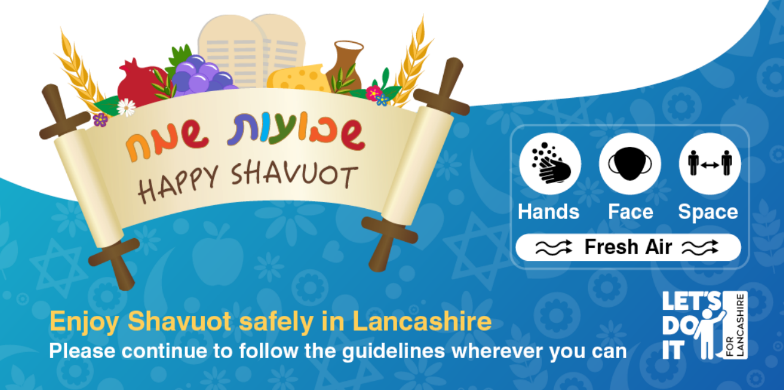 שבועות שמח
HAPPY SHAVUOT
Hands Face Space
Fresh Air
Enjoy Shavuot safely in Lancashire
Please continue to follow the guidelines wherever you can
LET'S
DO
IT
FOR
LANCASHIRE